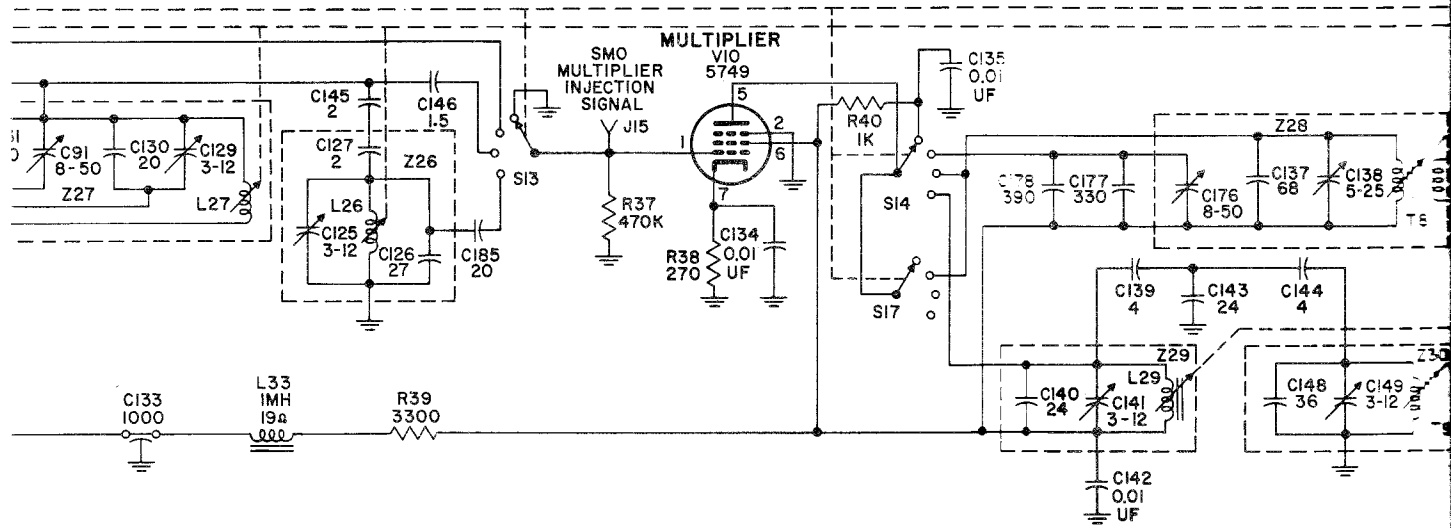 MULTIPLIER
V10
5749
SMO
MULTIPLIER
INJECTION
SIGNAL
J15
5
1
2
6
7
C135
0.01
UF
R40
1K
C145
2
C146
1.5
C127
2
Z26
S13
C91
8-50
C130
20
C129
3-12
Z27
L27
L26
C125
3-12
C126
27
C185
20
R37
470K
R38
270
C134
0.01
UF
S14
S17
C178
390
C177
330
C176
8-50
Z28
C137
68
C138
5-25
T8
C139
4
C143
24
C144
4
Z29
L29
C140
24
C141
3-12
C142
0.01
UF
Z30
C148
36
C149
3-12
C133
1000
L33
1MH
19Ω
R39
3300